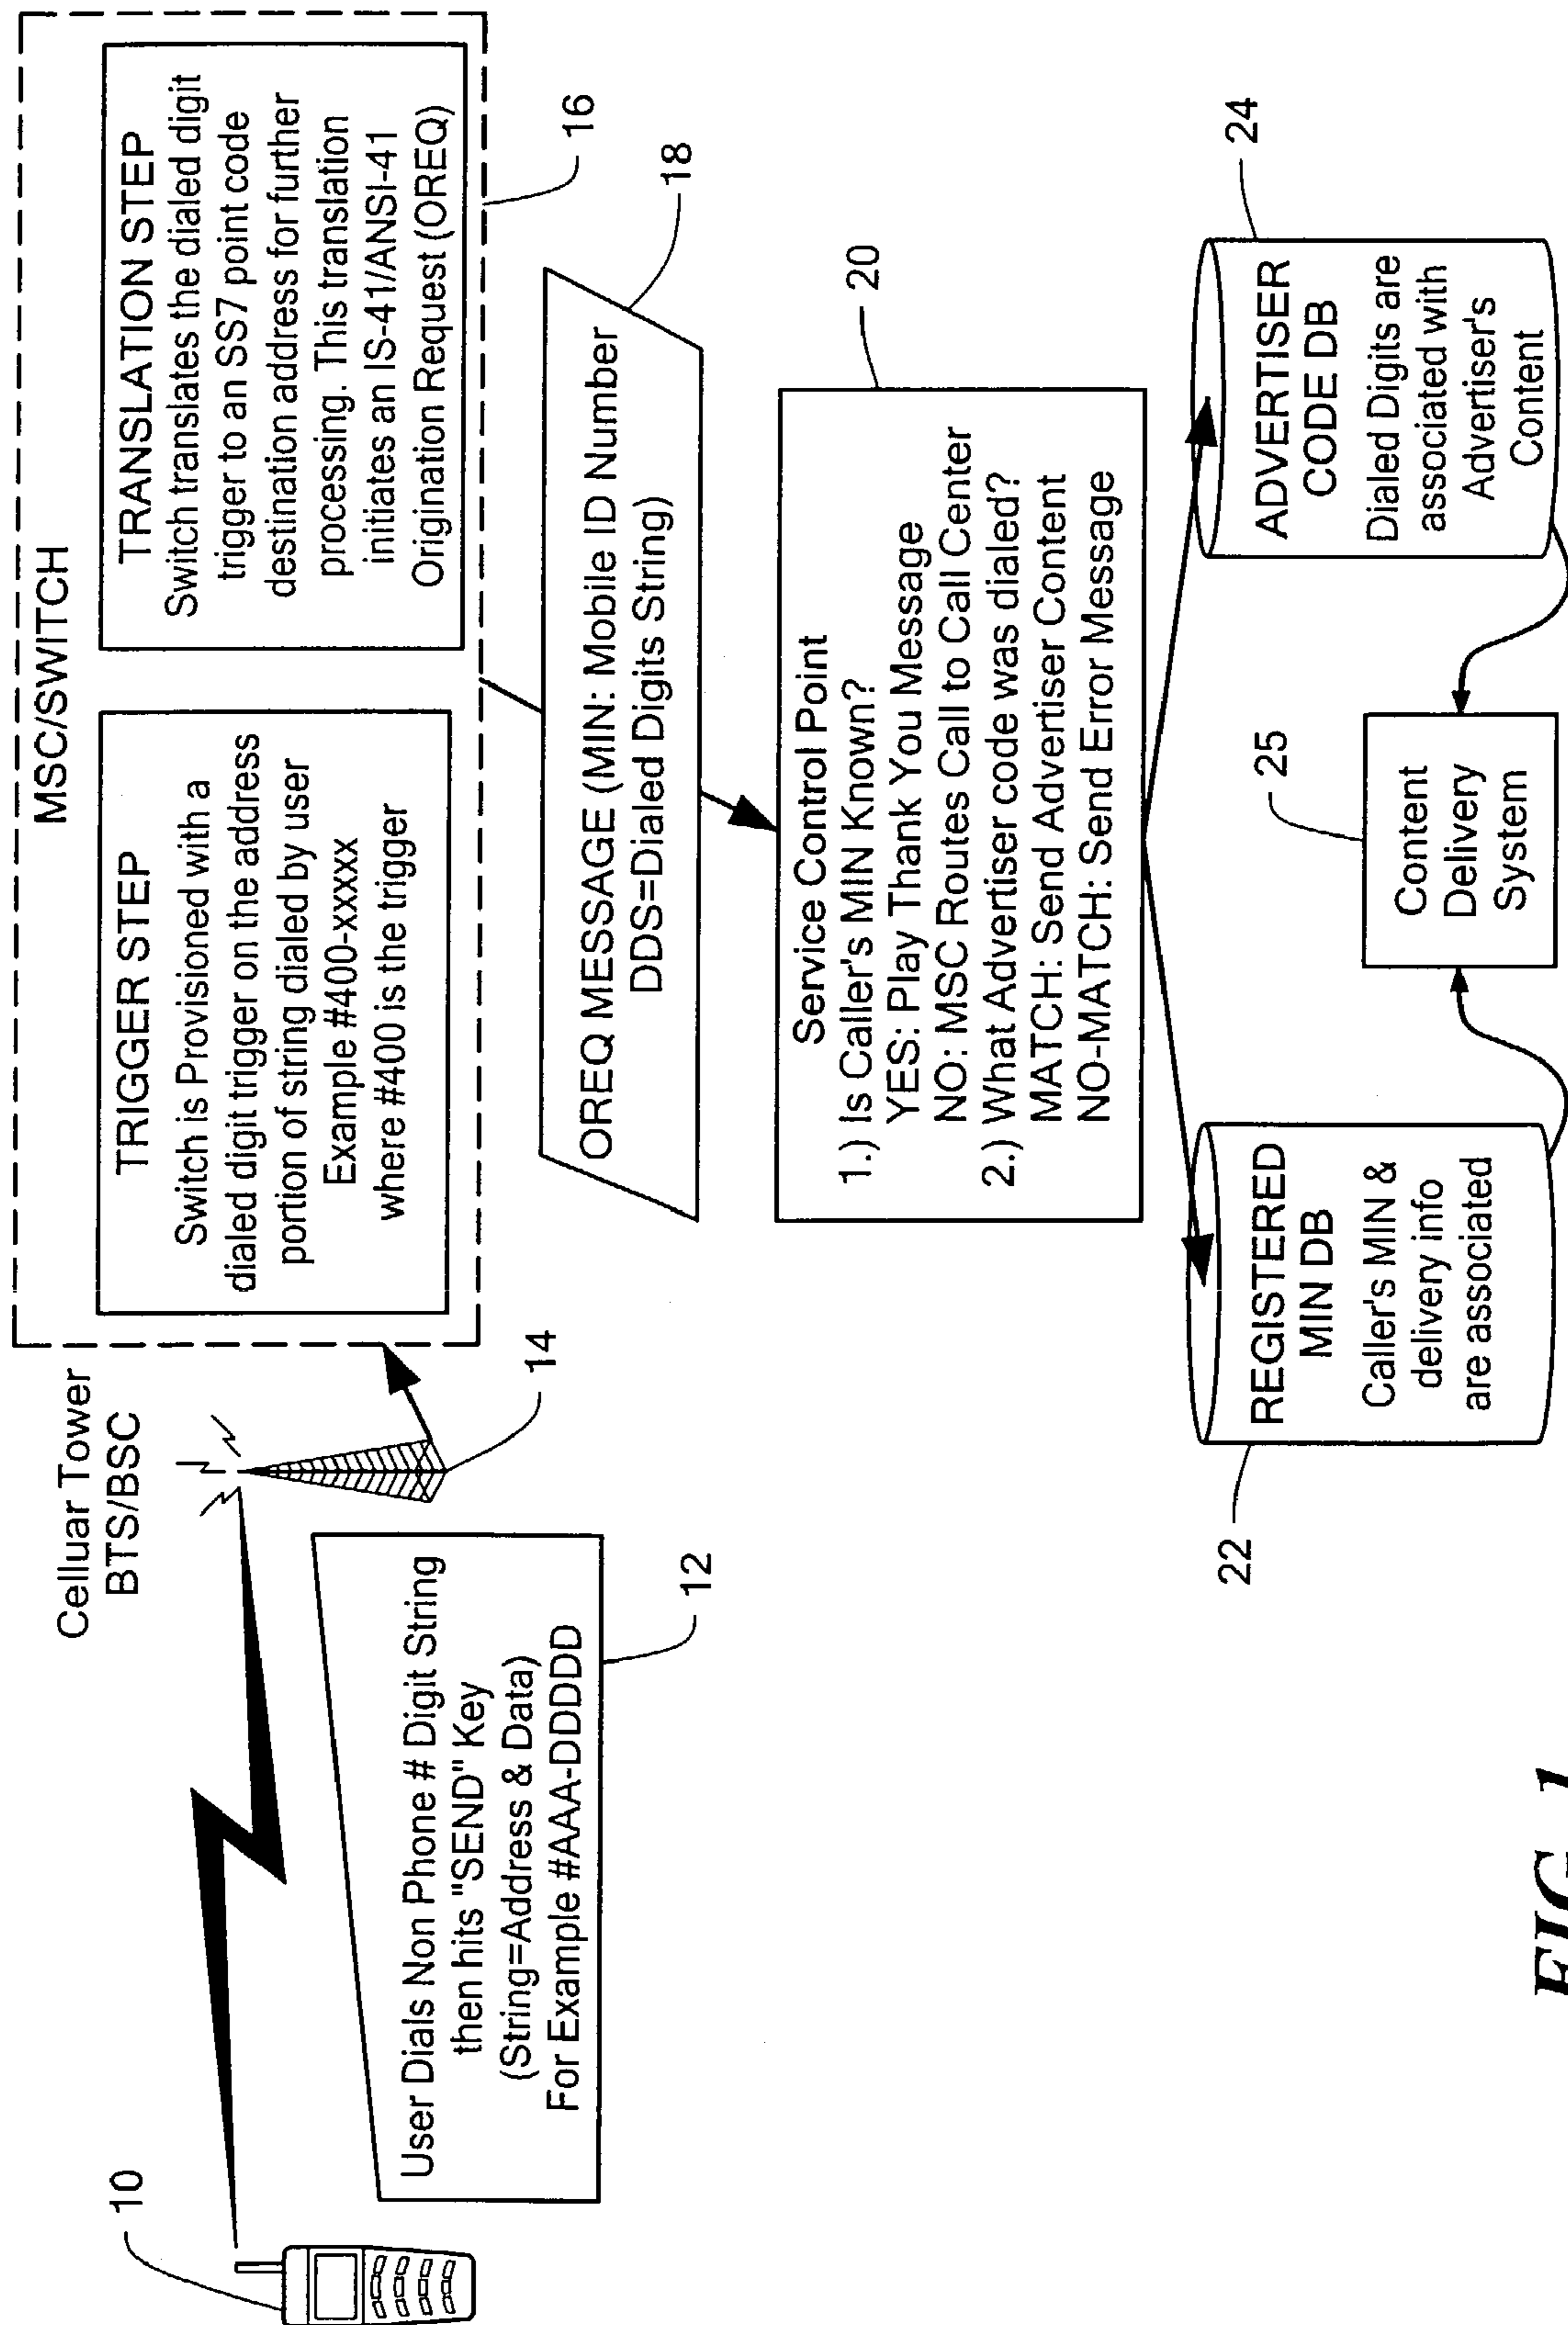 10
User Dials Non Phone # Digit String
then hits "SEND" Key
(String=Address & Data)
For Example #AAA-DDDDD
12
Celluar Tower
BTS/BSC
14
MSC/SWITCH
TRIGGER STEP
Switch is Provisioned with a
dialed digit trigger on the address
portion of string dialed by user
Example #400-xxxxx
where #400 is the trigger
TRANSLATION STEP
Switch translates the dialed digit
trigger to an SS7 point code
destination address for further
processing. This translation
initiates an IS-41/ANSI-41
Origination Request (OREQ)
16
OREQ MESSAGE (MIN: Mobile ID Number
DDS=Dialed Digits String)
18
Service Control Point
1.) Is Caller's MIN Known?
YES: Play Thank You Message
NO: MSC Routes Call to Call Center
2.) What Advertiser code was dialed?
MATCH: Send Advertiser Content
NO-MATCH: Send Error Message
20
REGISTERED
MIN DB
Caller's MIN &
delivery info
are associated
22
Content
Delivery
System
25
ADVERTISER
CODE DB
Dialed Digits are
associated with
Advertiser's
Content
24
FIG. 1